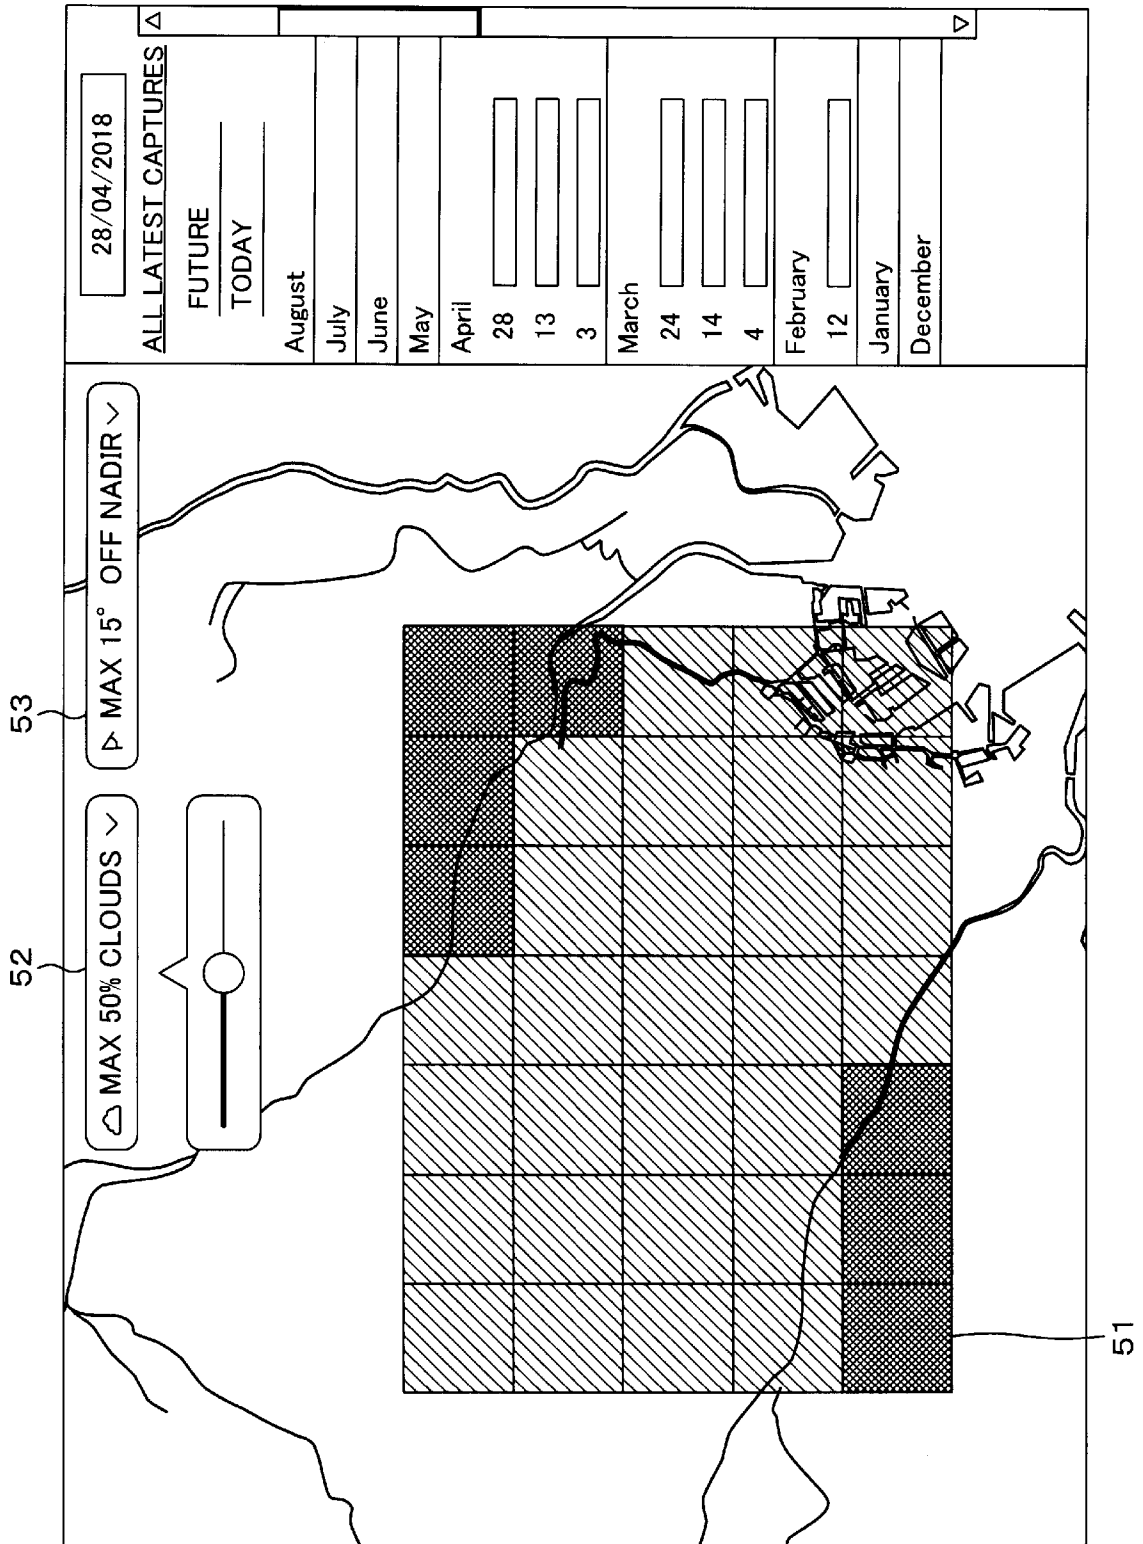 52
53
MAX 50% CLOUDS
MAX 15° OFF NADIR
28/04/2018
ALL LATEST CAPTURES
FUTURE
TODAY
August
July
June
May
April
28
13
3
March
24
14
4
February
12
January
December
51